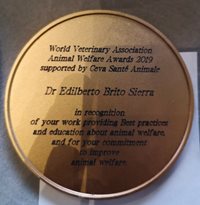 World Veterinary Association
Animal Welfare Awards 2019
supported by Ceva Santé Animale
Dr Edilberto Brito Sierra
in recognition
of your work providing Best practices
and education about animal welfare,
and for your commitment
to improve
animal welfare.